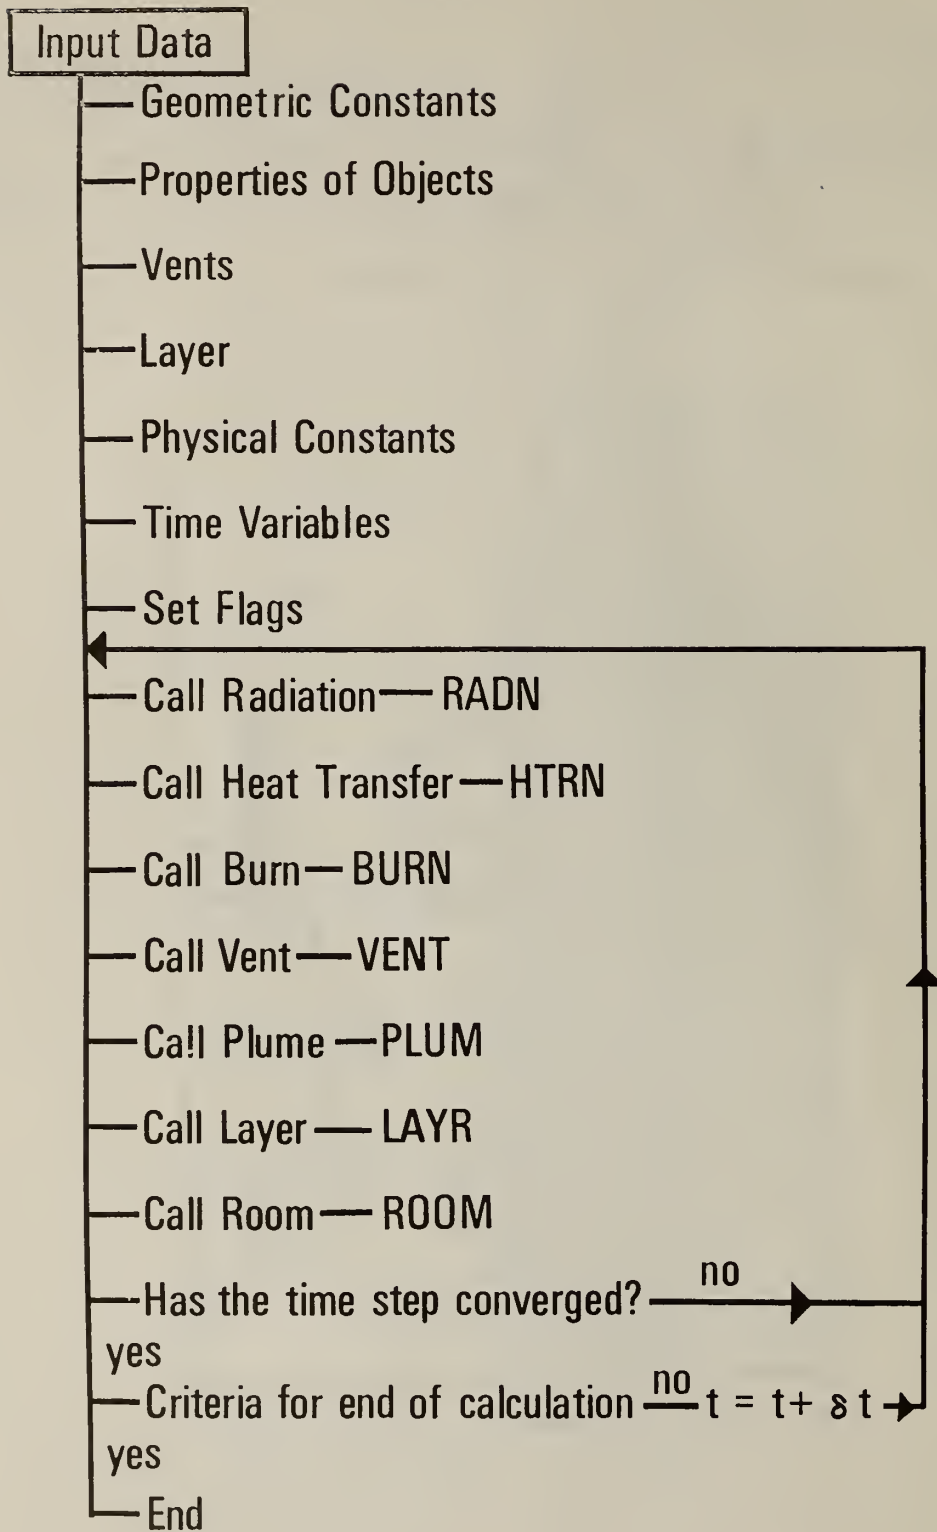 Input Data
Geometric Constants
Properties of Objects
Vents
Layer
Physical Constants
Time Variables
Set Flags
Call Radiation — RADN
Call Heat Transfer — HTRN
Call Burn — BURN
Call Vent — VENT
Call Plume — PLUM
Call Layer — LAYR
Call Room — ROOM
Has the time step converged? no
yes
Criteria for end of calculation no t = t+ δ t
yes
End